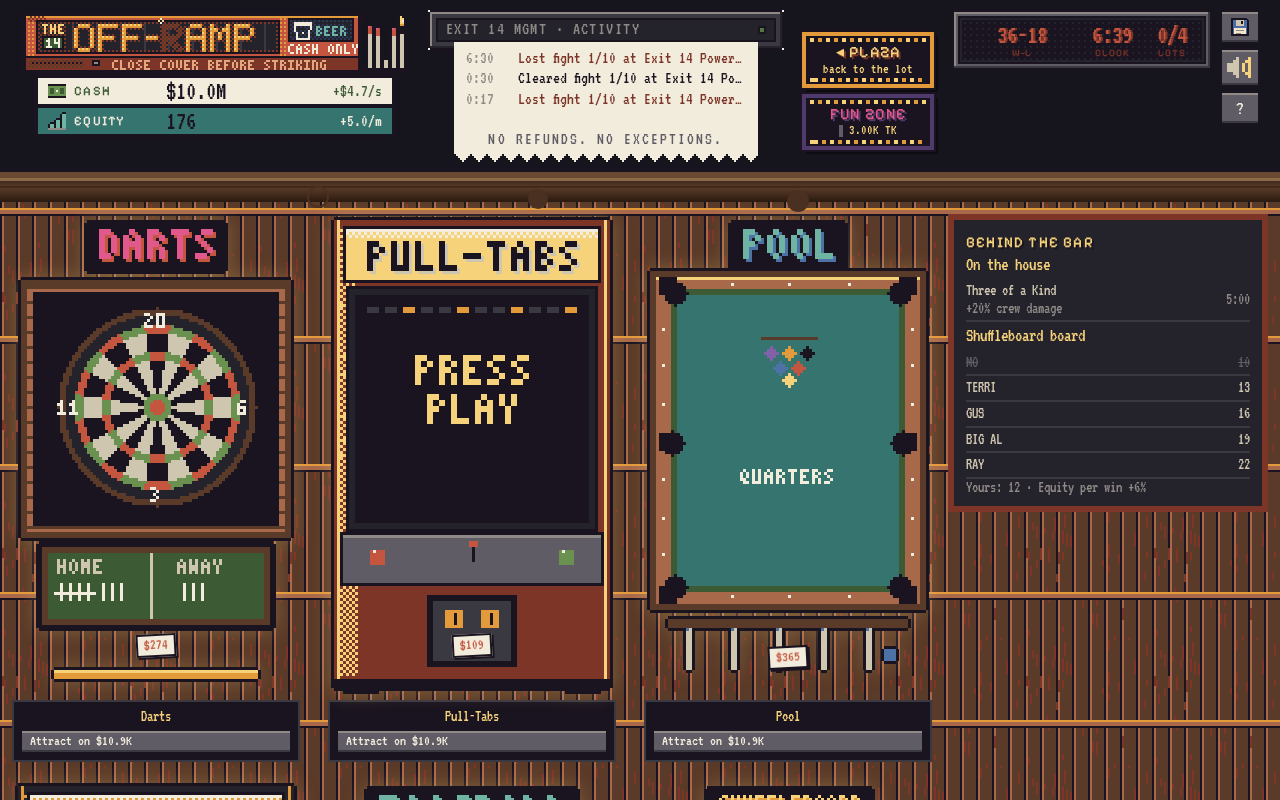 THE 14 OFF-RAMP
BEER
CASH ONLY
CLOSE COVER BEFORE STRIKING
CASH $10.0M +$4.7/s
EQUITY 176 +5.0/m
EXIT 14 MGMT · ACTIVITY
6:30 Lost fight 1/10 at Exit 14 Power…
0:30 Cleared fight 1/10 at Exit 14 Po…
0:17 Lost fight 1/10 at Exit 14 Power…
NO REFUNDS. NO EXCEPTIONS.
◄ PLAZA
back to the lot
FUN ZONE
3.00K TK
36-18 6:39 0/4
W-L CLOCK LOTS
?
DARTS
20
11 6
3
HOME AWAY
$274
PULL-TABS
PRESS
PLAY
$109
POOL
QUARTERS
$365
BEHIND THE BAR
On the house
Three of a Kind 5:00
+20% crew damage
Shuffleboard board
MO 10
TERRI 13
GUS 16
BIG AL 19
RAY 22
Yours: 12 · Equity per win +6%
Darts
Attract on $10.9K
Pull-Tabs
Attract on $10.9K
Pool
Attract on $10.9K